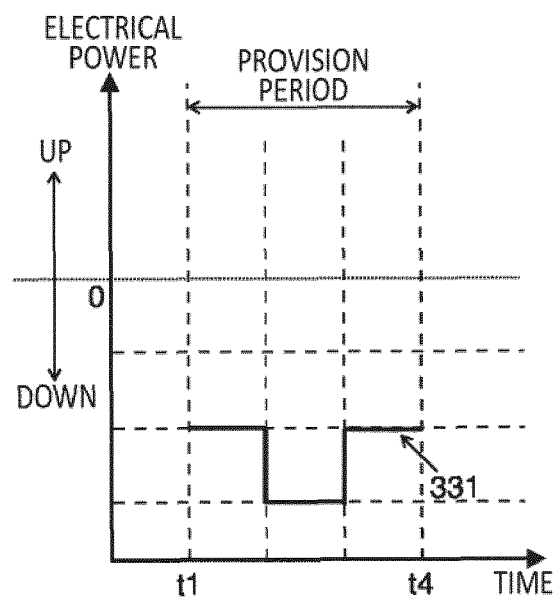 ELECTRICAL
POWER
PROVISION
PERIOD
UP
0
DOWN
331
t1
t4
TIME